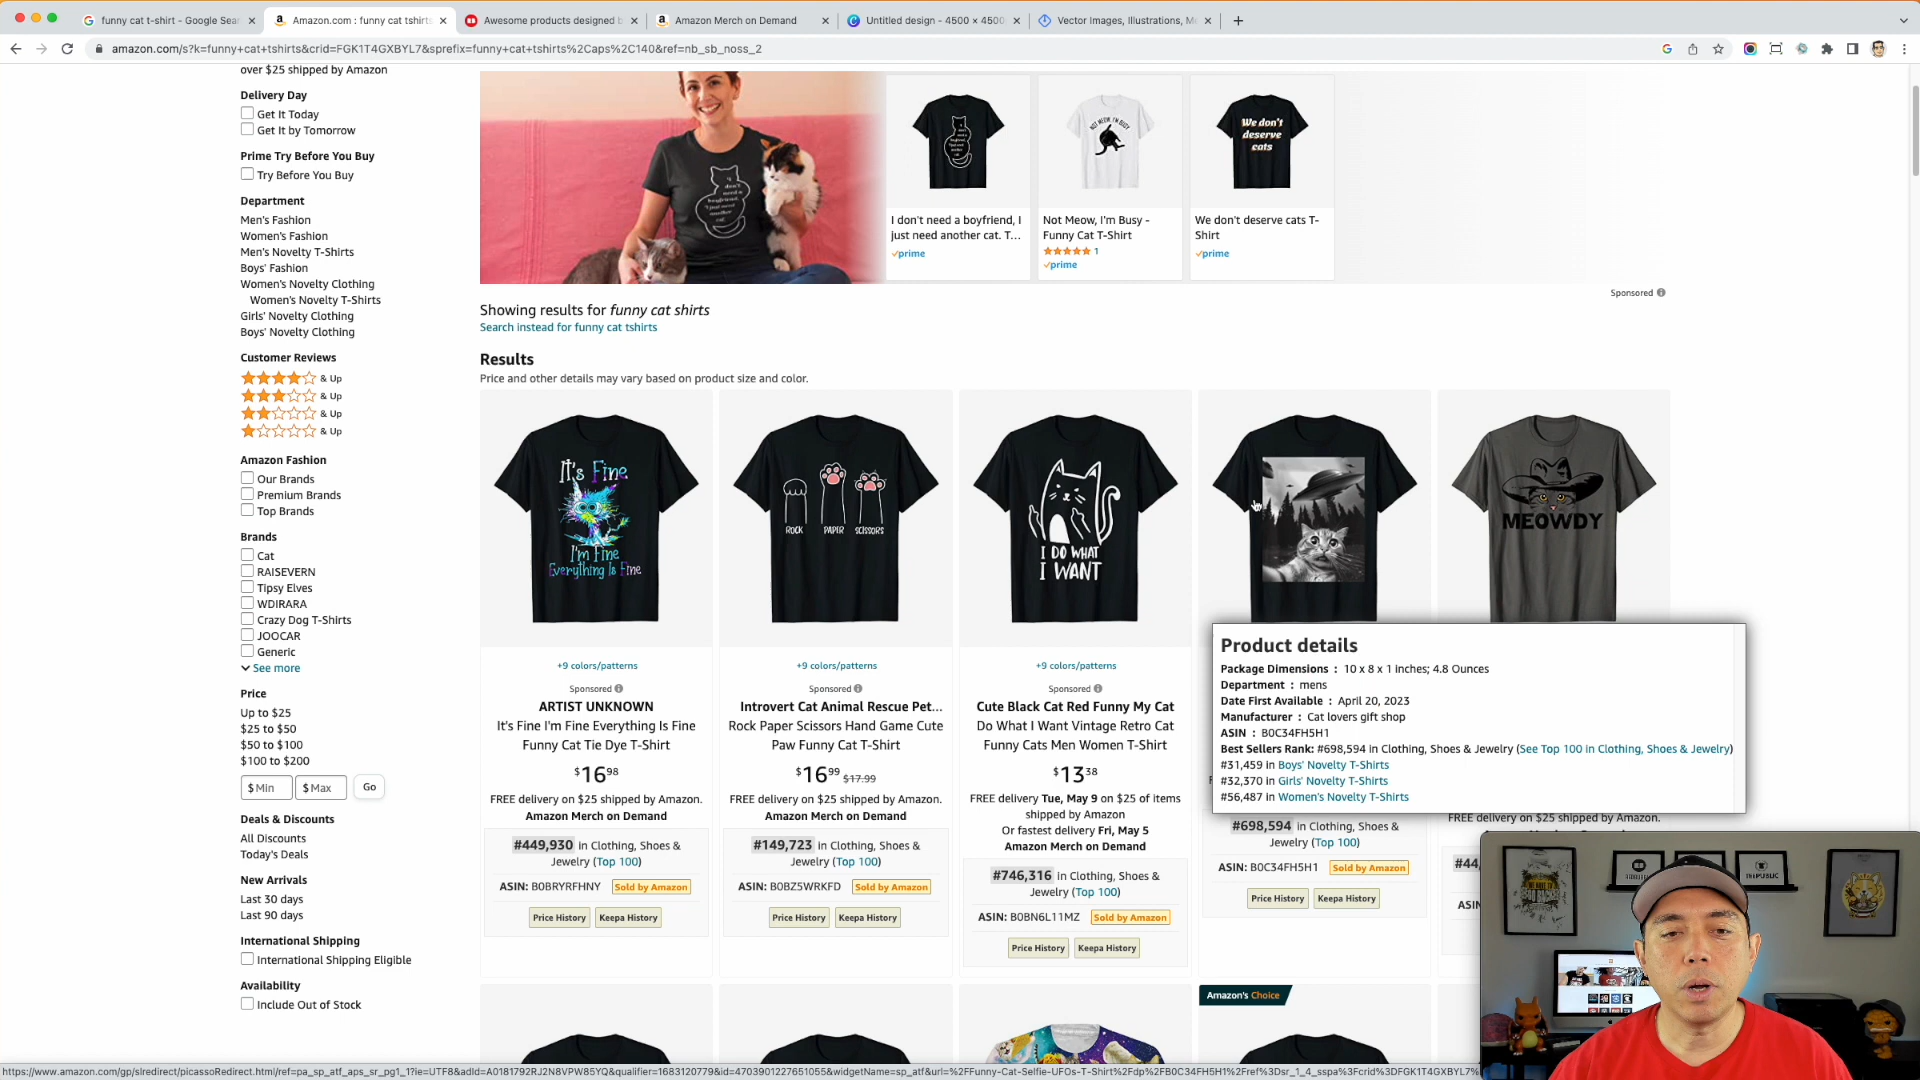 funny cat t-shirt - Google Sear
Amazon.com : funny cat tshirts
Awesome products designed b
Amazon Merch on Demand
Untitled design - 4500 × 4500
Vector Images, Illustrations, Mo
amazon.com/s?k=funny+cat+tshirts&crid=FGK1T4GXBYL7&sprefix=funny+cat+tshirts%2Caps%2C140&ref=nb_sb_noss_2
over $25 shipped by Amazon
Delivery Day
Get It Today
Get It by Tomorrow
Prime Try Before You Buy
Try Before You Buy
Department
Men's Fashion
Women's Fashion
Men's Novelty T-Shirts
Boys' Fashion
Women's Novelty Clothing
Women's Novelty T-Shirts
Girls' Novelty Clothing
Boys' Novelty Clothing
Customer Reviews
& Up
& Up
& Up
& Up
Amazon Fashion
Our Brands
Premium Brands
Top Brands
Brands
Cat
RAISEVERN
Tipsy Elves
WDIRARA
Crazy Dog T-Shirts
JOOCAR
Generic
See more
Price
Up to $25
$25 to $50
$50 to $100
$100 to $200
$ Min
$ Max
Go
Deals & Discounts
All Discounts
Today's Deals
New Arrivals
Last 30 days
Last 90 days
International Shipping
International Shipping Eligible
Availability
Include Out of Stock
I don't need a boyfriend, I
just need another cat. T...
prime
NOT MEOW, I'M BUSY
Not Meow, I'm Busy -
Funny Cat T-Shirt
1
prime
We don't
deserve
cats
We don't deserve cats T-
Shirt
prime
Sponsored
Showing results for funny cat shirts
Search instead for funny cat tshirts
Results
Price and other details may vary based on product size and color.
It's Fine
I'm Fine
Everything Is Fine
+9 colors/patterns
Sponsored
ARTIST UNKNOWN
It's Fine I'm Fine Everything Is Fine
Funny Cat Tie Dye T-Shirt
$16 98
FREE delivery on $25 shipped by Amazon.
Amazon Merch on Demand
#449,930 in Clothing, Shoes &
Jewelry (Top 100)
ASIN: B0BRYRFHNY Sold by Amazon
Price History
Keepa History
ROCK
PAPER
SCISSORS
+9 colors/patterns
Sponsored
Introvert Cat Animal Rescue Pet...
Rock Paper Scissors Hand Game Cute
Paw Funny Cat T-Shirt
$16 99 $17.99
FREE delivery on $25 shipped by Amazon.
Amazon Merch on Demand
#149,723 in Clothing, Shoes &
Jewelry (Top 100)
ASIN: B0BZ5WRKFD Sold by Amazon
Price History
Keepa History
I DO WHAT
I WANT
+9 colors/patterns
Sponsored
Cute Black Cat Red Funny My Cat
Do What I Want Vintage Retro Cat
Funny Cats Men Women T-Shirt
$13 38
FREE delivery Tue, May 9 on $25 of items
shipped by Amazon
Or fastest delivery Fri, May 5
Amazon Merch on Demand
#746,316 in Clothing, Shoes &
Jewelry (Top 100)
ASIN: B0BN6L11MZ Sold by Amazon
Price History
Keepa History
MEOWDY
Product details
Package Dimensions : 10 x 8 x 1 inches; 4.8 Ounces
Department : mens
Date First Available : April 20, 2023
Manufacturer : Cat lovers gift shop
ASIN : B0C34FH5H1
Best Sellers Rank: #698,594 in Clothing, Shoes & Jewelry (See Top 100 in Clothing, Shoes & Jewelry)
#31,459 in Boys' Novelty T-Shirts
#32,370 in Girls' Novelty T-Shirts
#56,487 in Women's Novelty T-Shirts
#698,594 in Clothing, Shoes &
Jewelry (Top 100)
ASIN: B0C34FH5H1 Sold by Amazon
Price History
Keepa History
FREE delivery on $25 shipped by Amazon.
#44,
ASIN
Amazon's Choice